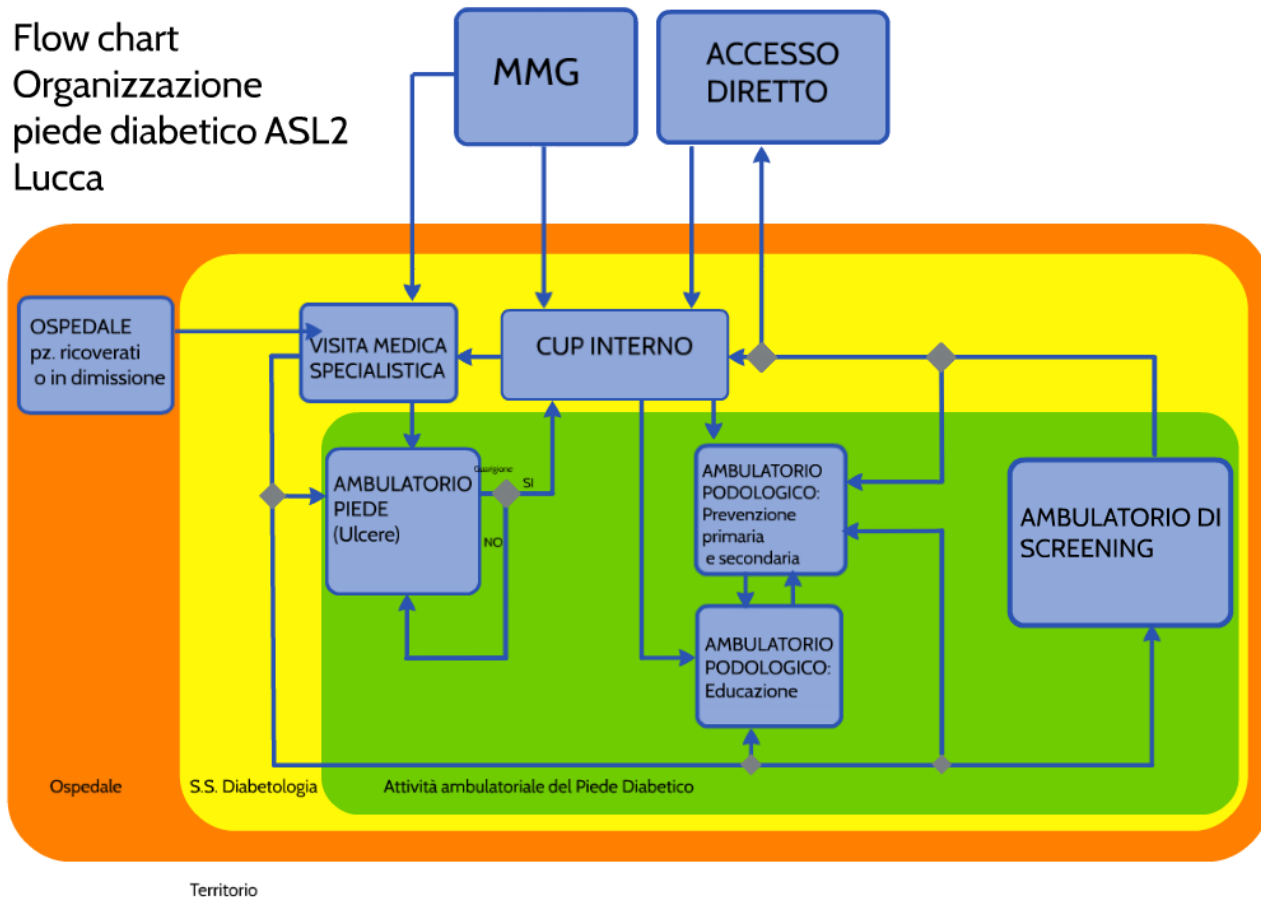 Flow chart
Organizzazione
piede diabetico ASL2
Lucca
MMG
ACCESSO
DIRETTO
OSPEDALE
pz. ricoverati
o in dimissione
VISITA MEDICA
SPECIALISTICA
CUP INTERNO
AMBULATORIO
PIEDE
(Ulcere)
Guarigione
SI
NO
AMBULATORIO
PODOLOGICO:
Prevenzione
primaria
e secondaria
AMBULATORIO
PODOLOGICO:
Educazione
AMBULATORIO DI
SCREENING
Ospedale
S.S. Diabetologia
Attività ambulatoriale del Piede Diabetico
Territorio